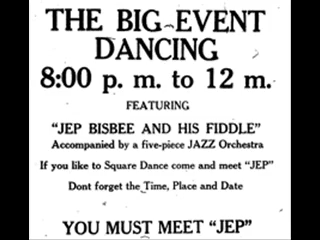 THE BIG EVENT
DANCING
8:00 p. m. to 12 m.
FEATURING
"JEP BISBEE AND HIS FIDDLE"
Accompanied by a five-piece JAZZ Orchestra
If you like to Square Dance come and meet "JEP"
Dont forget the Time, Place and Date
YOU MUST MEET "JEP"